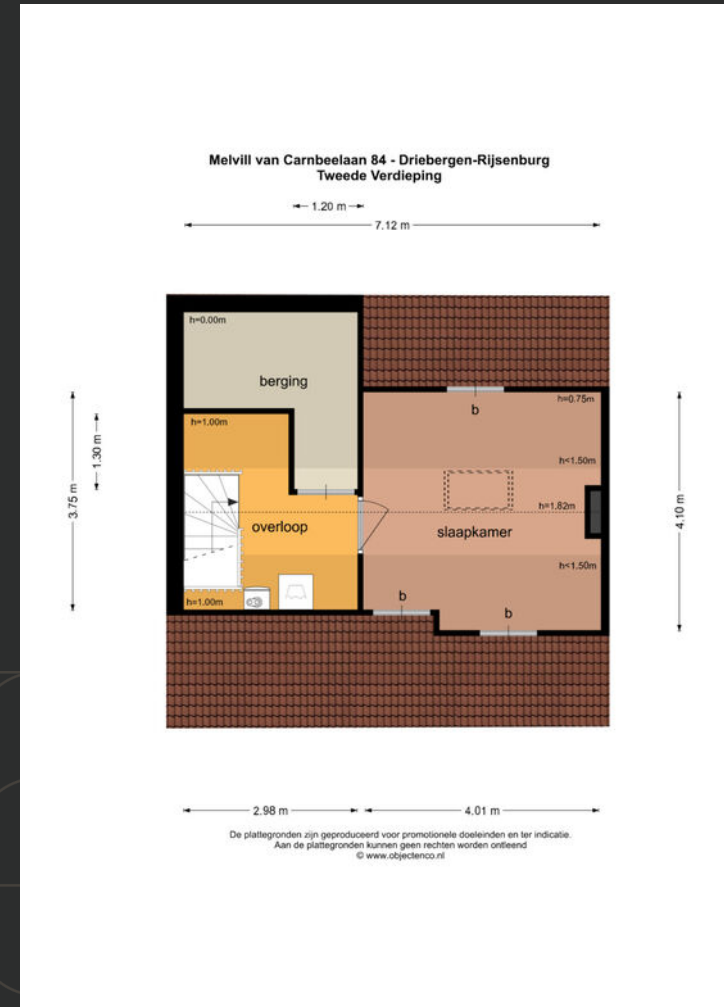 Melvill van Carnbeelaan 84 - Driebergen-Rijsenburg
Tweede Verdieping
1.20 m
7.12 m
h=0.00m
berging
b
h=0.75m
h=1.00m
h<1.50m
1.30 m
3.75 m
4.10 m
h=1.82m
overloop
slaapkamer
h<1.50m
h=1.00m
b
b
2.98 m
4.01 m
De plattegronden zijn geproduceerd voor promotionele doeleinden en ter indicatie.
Aan de plattegronden kunnen geen rechten worden ontleend
© www.objectenco.nl